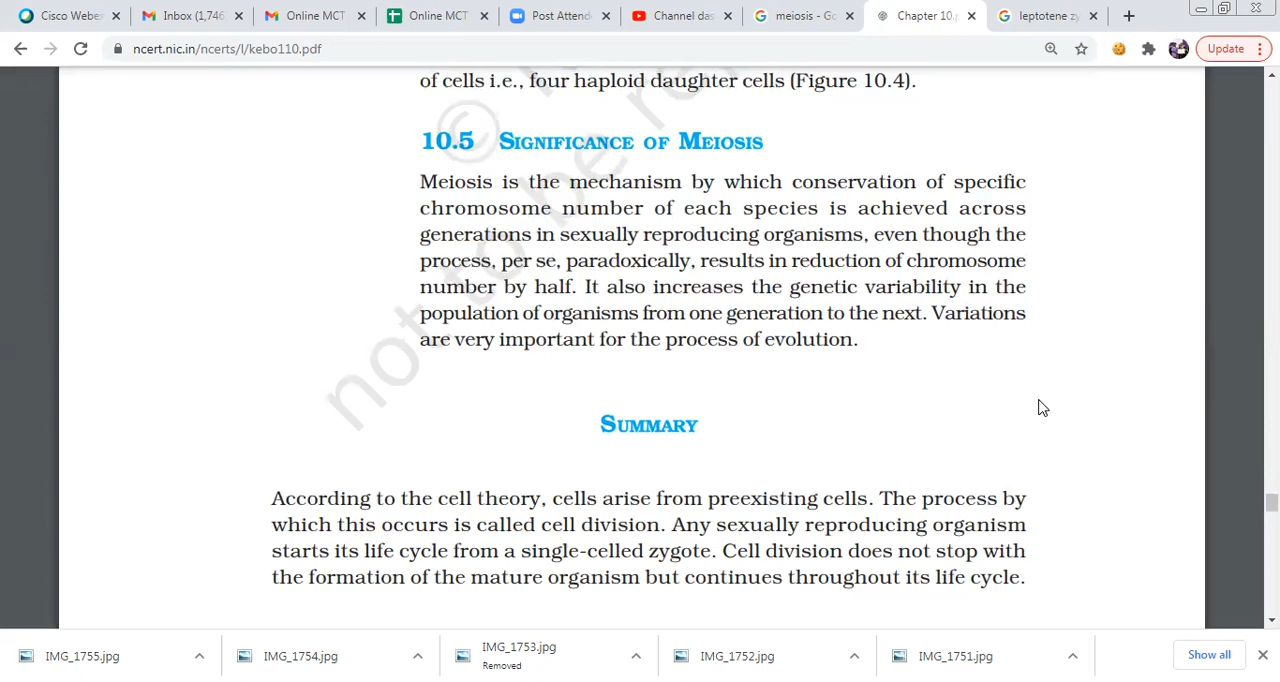 Cisco Webex
Inbox (1,746
Online MCT
Online MCT
Post Attend
Channel das
meiosis - Go
Chapter 10.p
leptotene zy
ncert.nic.in/ncerts/l/kebo110.pdf
Update
of cells i.e., four haploid daughter cells (Figure 10.4).
10.5 SIGNIFICANCE OF MEIOSIS
Meiosis is the mechanism by which conservation of specific
chromosome number of each species is achieved across
generations in sexually reproducing organisms, even though the
process, per se, paradoxically, results in reduction of chromosome
number by half. It also increases the genetic variability in the
population of organisms from one generation to the next. Variations
are very important for the process of evolution.
not to be re
SUMMARY
According to the cell theory, cells arise from preexisting cells. The process by
which this occurs is called cell division. Any sexually reproducing organism
starts its life cycle from a single-celled zygote. Cell division does not stop with
the formation of the mature organism but continues throughout its life cycle.
IMG_1755.jpg
IMG_1754.jpg
IMG_1753.jpg
Removed
IMG_1752.jpg
IMG_1751.jpg
Show all